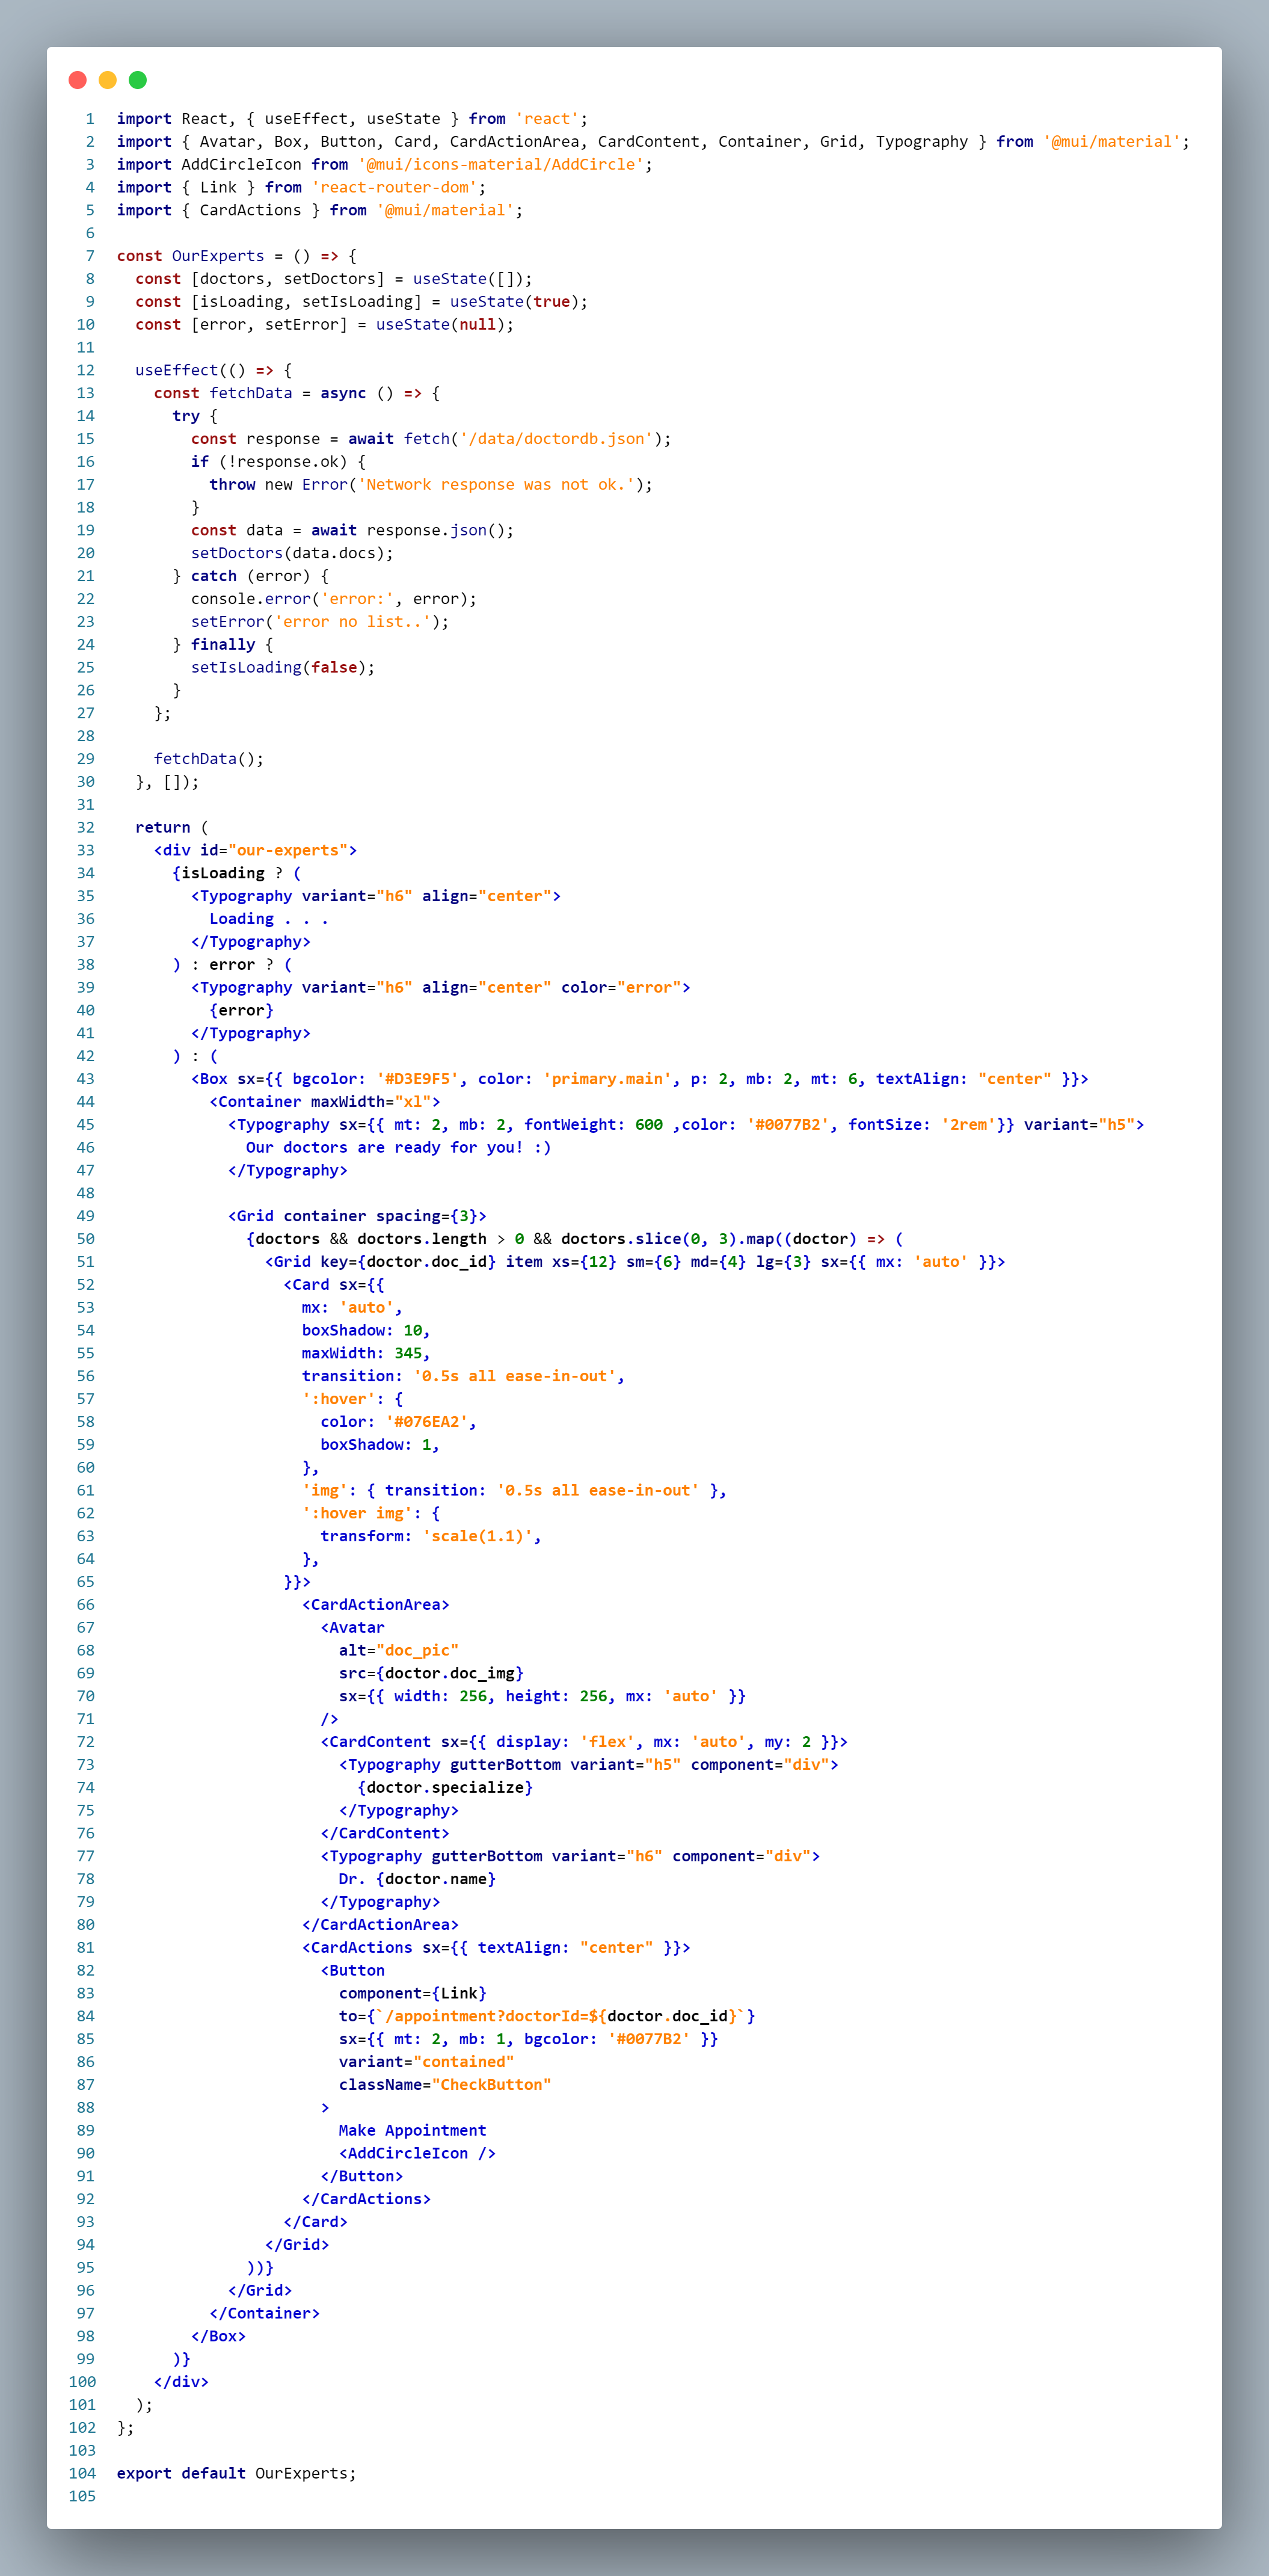 1 import React, { useEffect, useState } from 'react';
2 import { Avatar, Box, Button, Card, CardActionArea, CardContent, Container, Grid, Typography } from '@mui/material';
3 import AddCircleIcon from '@mui/icons-material/AddCircle';
4 import { Link } from 'react-router-dom';
5 import { CardActions } from '@mui/material';
6
7 const OurExperts = () => {
8   const [doctors, setDoctors] = useState([]);
9   const [isLoading, setIsLoading] = useState(true);
10   const [error, setError] = useState(null);
11
12   useEffect(() => {
13     const fetchData = async () => {
14       try {
15         const response = await fetch('/data/doctordb.json');
16         if (!response.ok) {
17           throw new Error('Network response was not ok.');
18         }
19         const data = await response.json();
20         setDoctors(data.docs);
21       } catch (error) {
22         console.error('error:', error);
23         setError('error no list..');
24       } finally {
25         setIsLoading(false);
26       }
27     };
28
29     fetchData();
30   }, []);
31
32   return (
33     <div id="our-experts">
34       {isLoading ? (
35         <Typography variant="h6" align="center">
36           Loading . . .
37         </Typography>
38       ) : error ? (
39         <Typography variant="h6" align="center" color="error">
40           {error}
41         </Typography>
42       ) : (
43         <Box sx={{ bgcolor: '#D3E9F5', color: 'primary.main', p: 2, mb: 2, mt: 6, textAlign: "center" }}>
44           <Container maxWidth="xl">
45             <Typography sx={{ mt: 2, mb: 2, fontWeight: 600 ,color: '#0077B2', fontSize: '2rem'}} variant="h5">
46               Our doctors are ready for you! :)
47             </Typography>
48
49             <Grid container spacing={3}>
50               {doctors && doctors.length > 0 && doctors.slice(0, 3).map((doctor) => (
51                 <Grid key={doctor.doc_id} item xs={12} sm={6} md={4} lg={3} sx={{ mx: 'auto' }}>
52                   <Card sx={{
53                     mx: 'auto',
54                     boxShadow: 10,
55                     maxWidth: 345,
56                     transition: '0.5s all ease-in-out',
57                     ':hover': {
58                       color: '#076EA2',
59                       boxShadow: 1,
60                     },
61                     'img': { transition: '0.5s all ease-in-out' },
62                     ':hover img': {
63                       transform: 'scale(1.1)',
64                     },
65                   }}>
66                     <CardActionArea>
67                       <Avatar
68                         alt="doc_pic"
69                         src={doctor.doc_img}
70                         sx={{ width: 256, height: 256, mx: 'auto' }}
71                       />
72                       <CardContent sx={{ display: 'flex', mx: 'auto', my: 2 }}>
73                         <Typography gutterBottom variant="h5" component="div">
74                           {doctor.specialize}
75                         </Typography>
76                       </CardContent>
77                       <Typography gutterBottom variant="h6" component="div">
78                         Dr. {doctor.name}
79                       </Typography>
80                     </CardActionArea>
81                     <CardActions sx={{ textAlign: "center" }}>
82                       <Button
83                         component={Link}
84                         to={`/appointment?doctorId=${doctor.doc_id}`}
85                         sx={{ mt: 2, mb: 1, bgcolor: '#0077B2' }}
86                         variant="contained"
87                         className="CheckButton"
88                       >
89                         Make Appointment
90                         <AddCircleIcon />
91                       </Button>
92                     </CardActions>
93                   </Card>
94                 </Grid>
95               ))}
96             </Grid>
97           </Container>
98         </Box>
99       )}
100     </div>
101   );
102 };
103
104 export default OurExperts;
105